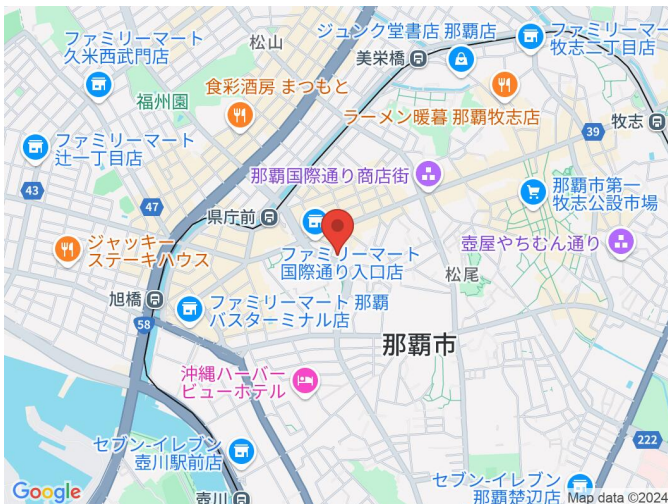 ファミリーマート
久米西武門店
松山
ジュンク堂書店 那覇店
美栄橋
ファミリーマート
牧志二丁目店
福州園
食彩酒房 まつもと
ラーメン暖暮 那覇牧志店
牧志
39
ファミリーマート
辻一丁目店
43
47
那覇国際通り商店街
那覇市第一
牧志公設市場
県庁前
壺屋やちむん通り
ジャッキー
ステーキハウス
ファミリーマート
国際通り入口店
松尾
旭橋
58
ファミリーマート 那覇
バスターミナル店
那覇市
沖縄ハーバー
ビューホテル
222
セブン-イレブン
壺川駅前店
セブン-イレブン
那覇楚辺店
壺川
Google
Map data ©2024